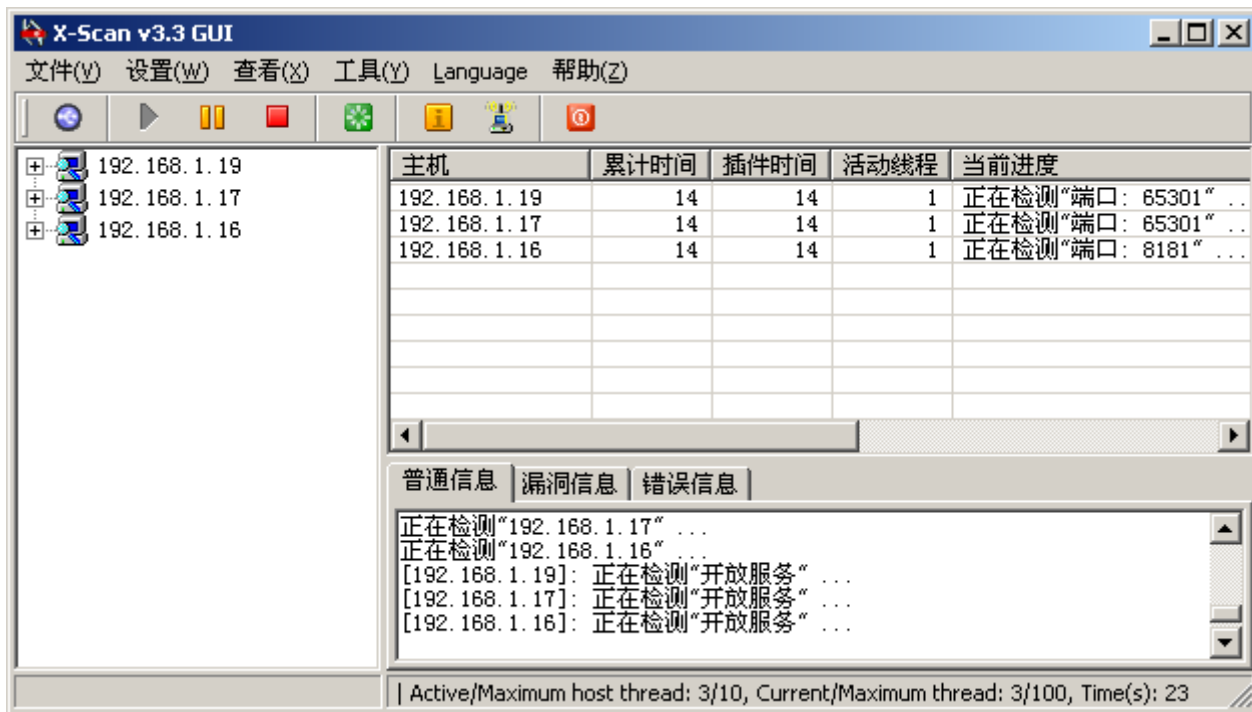 X-Scan v3.3 GUI
文件(V) 设置(W) 查看(X) 工具(Y) Language 帮助(Z)
192.168.1.19
192.168.1.17
192.168.1.16
主机 累计时间 插件时间 活动线程 当前进度
192.168.1.19 14 14 1 正在检测"端口: 65301" ..
192.168.1.17 14 14 1 正在检测"端口: 65301" ..
192.168.1.16 14 14 1 正在检测"端口: 8181" ...
普通信息 漏洞信息 错误信息
正在检测"192.168.1.17" ...
正在检测"192.168.1.16" ...
[192.168.1.19]: 正在检测"开放服务" ...
[192.168.1.17]: 正在检测"开放服务" ...
[192.168.1.16]: 正在检测"开放服务" ...
| Active/Maximum host thread: 3/10, Current/Maximum thread: 3/100, Time(s): 23